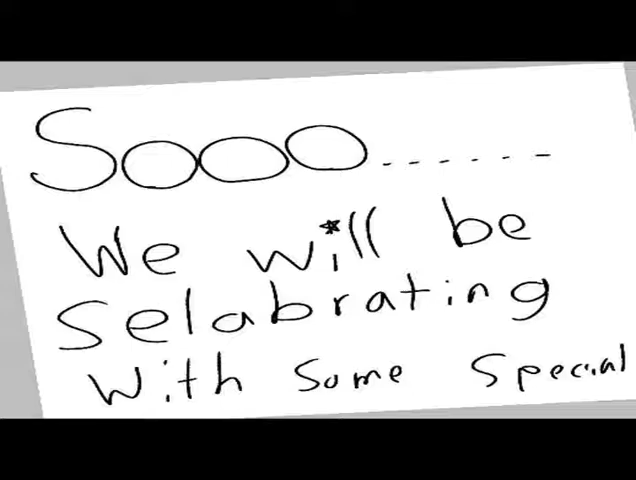 Sooo......
We will be
Selabrating
With some special